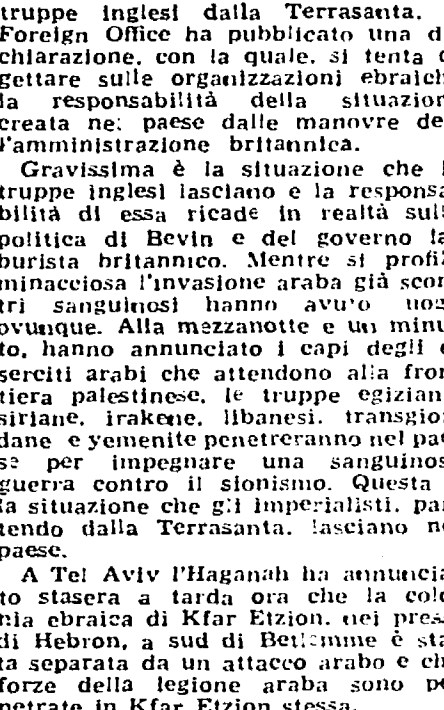 truppe inglesi dalla Terrasanta.
Foreign Office ha pubblicato una d
chiarazione, con la quale, si tenta d
gettare sulle organizzazioni ebraich
la responsabilità della situazion
creata nel paese dalle manovre de
l'amministrazione britannica.
Gravissima è la situazione che l
truppe inglesi lasciano e la responsa
bilità di essa ricade in realtà sull
politica di Bevin e del governo la
burista britannico. Mentre si profil
minacciosa l'invasione araba già scon
tri sanguinosi hanno avuto
ovunque. Alla mezzanotte e un minu
to, hanno annunciato i capi degli e
serciti arabi che attendono alla fron
tiera palestinese, le truppe egizian
siriane, irakene, libanesi, transgior
dane e yemenite penetreranno nel pae
se per impegnare una sanguinos
guerra contro il sionismo. Questa
la situazione che gli imperialisti, par
tendo dalla Terrasanta, lasciano ne
paese.
A Tel Aviv l'Haganah ha annuncia
to stasera a tarda ora che la colo
nia ebraica di Kfar Etzion, nei pres
di Hebron, a sud di Betlemme è sta
ta separata da un attacco arabo e ch
forze della legione araba sono pe
netrate in Kfar Etzion stessa.